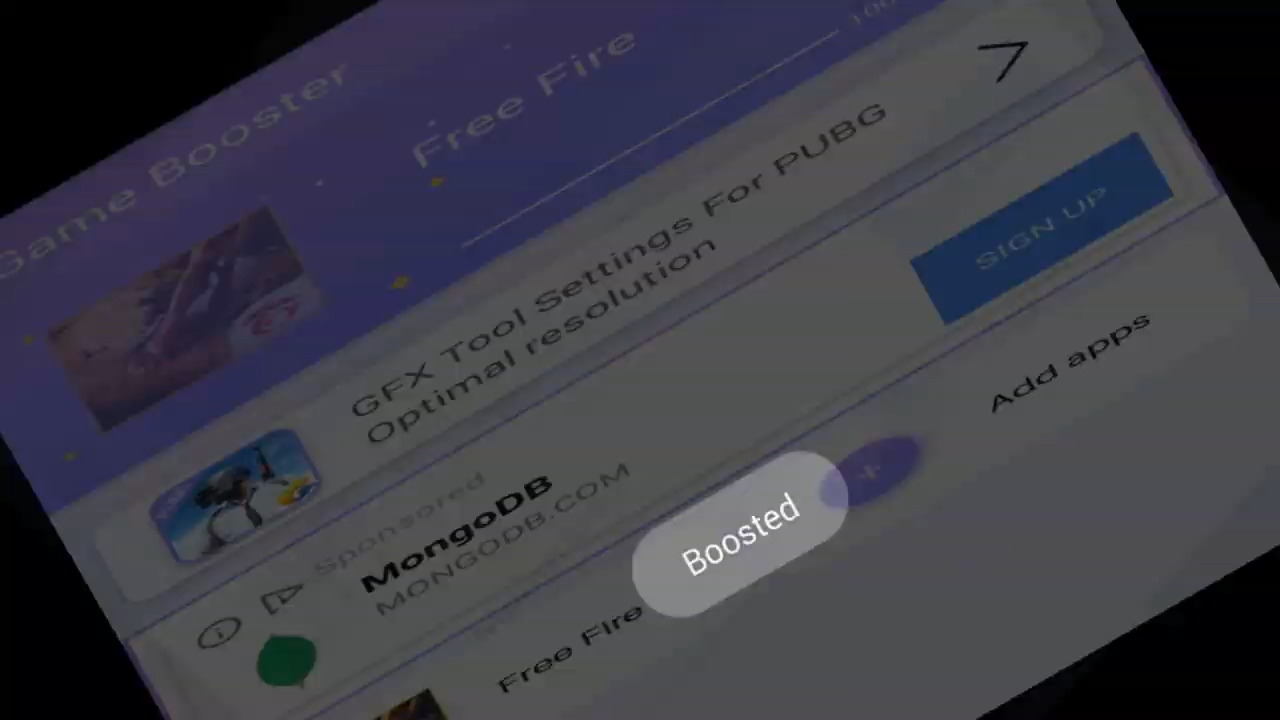 Game Booster
Free Fire
100
GFX Tool Settings For PUBG
Optimal resolution
Sponsored
MongoDB
MONGODB.COM
SIGN UP
Add apps
Boosted
Free Fire